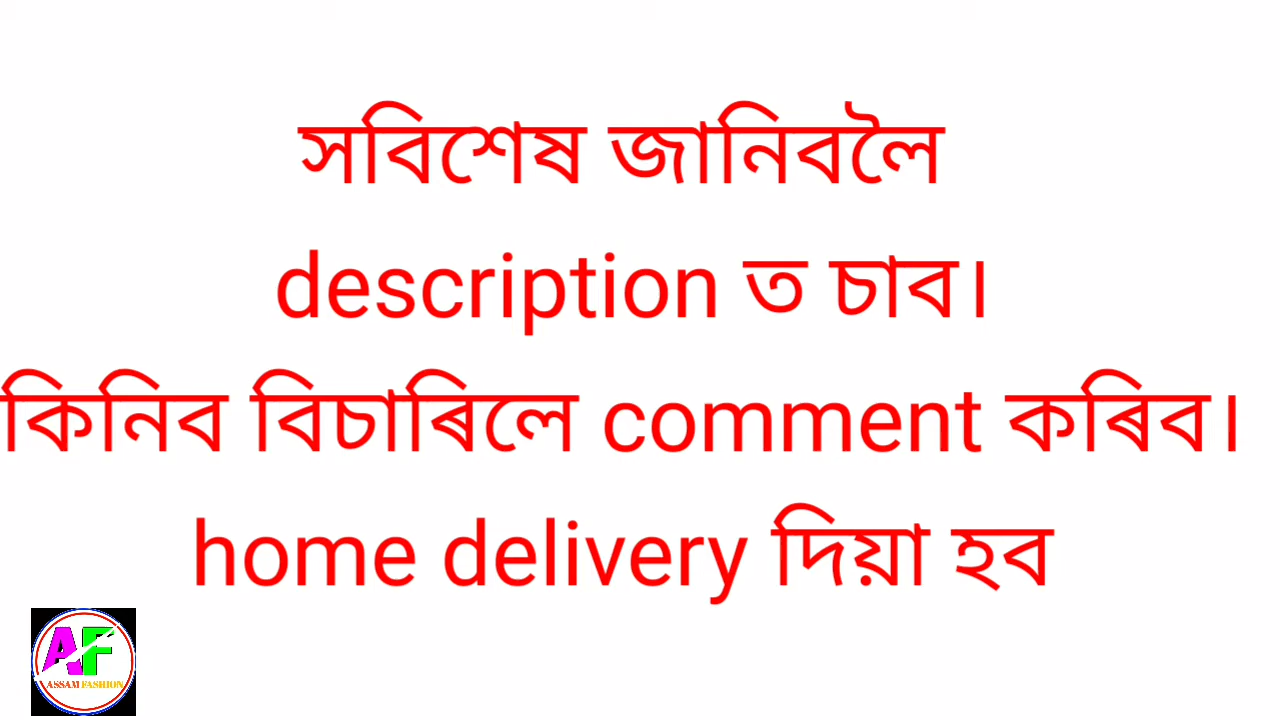 সবিশেষ জানিবলৈ
description ত চাব।
কিনিব বিচাৰিলে comment কৰিব।
home delivery দিয়া হব
AF
ASSAM FASHION